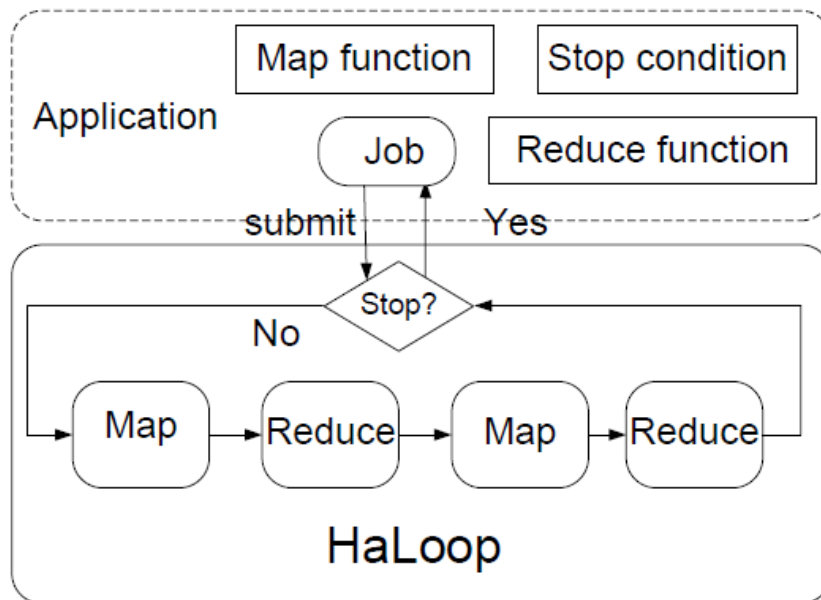 Map function
Stop condition
Application
Job
Reduce function
submit
Yes
Stop?
No
Map
Reduce
Map
Reduce
HaLoop